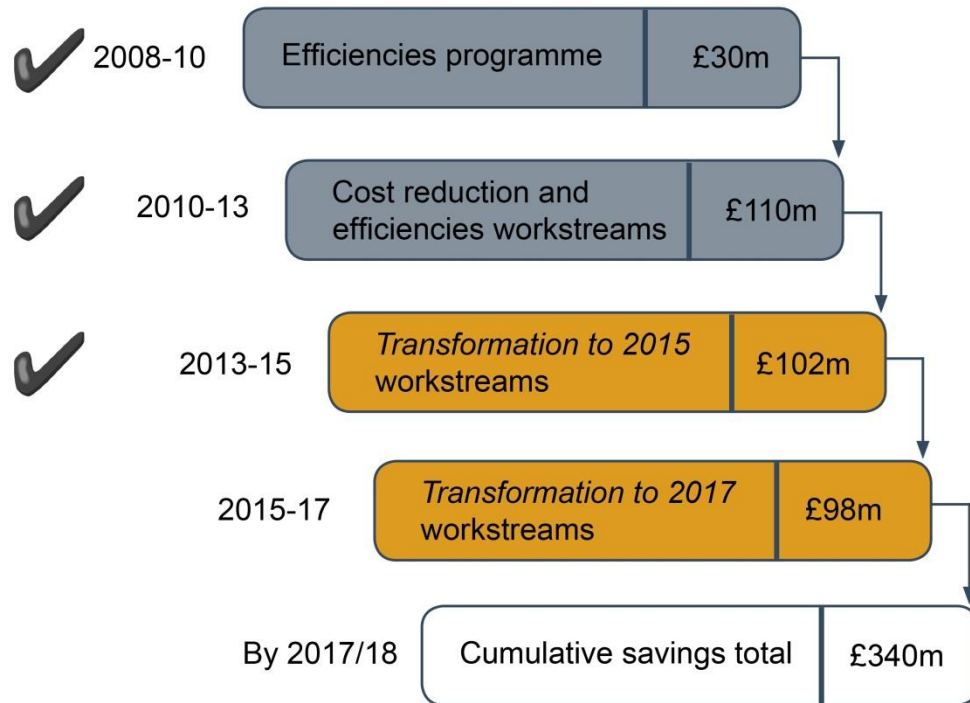 2008-10
Efficiencies programme
£30m
2010-13
Cost reduction and
efficiencies workstreams
£110m
2013-15
Transformation to 2015
workstreams
£102m
2015-17
Transformation to 2017
workstreams
£98m
By 2017/18
Cumulative savings total
£340m